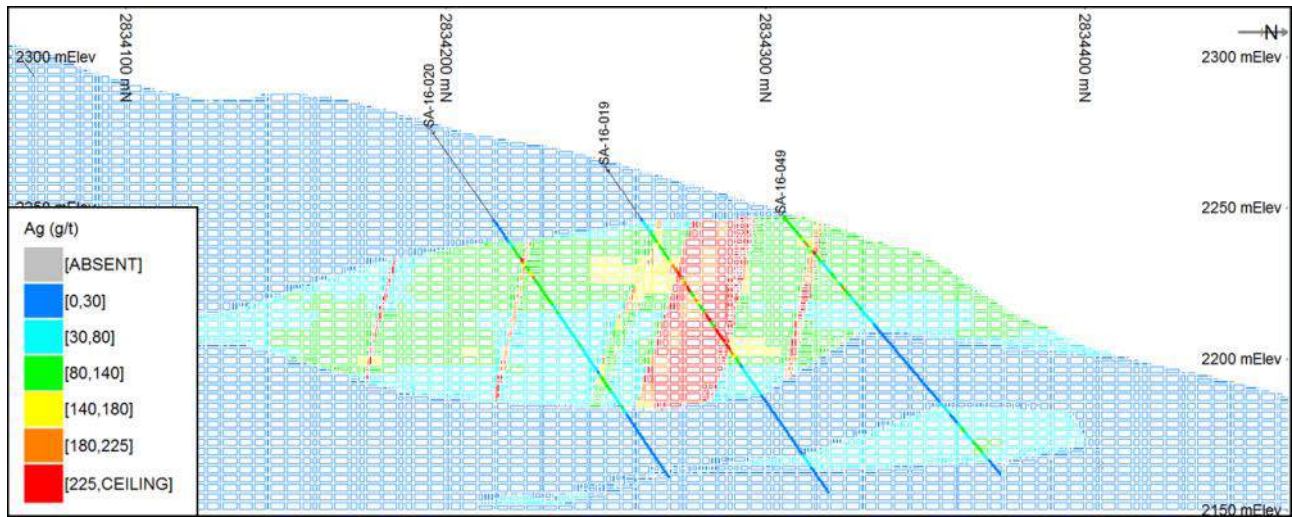 2834100 mN
2834200 mN
2834300 mN
2834400 mN
N
2300 mElev
2300 mElev
SA-16-020
SA-16-019
SA-16-049
2250 mElev
2250 mElev
Ag (g/t)
[ABSENT]
[0,30]
[30,80]
[80,140]
[140,180]
[180,225]
[225,CEILING]
2200 mElev
2150 mElev